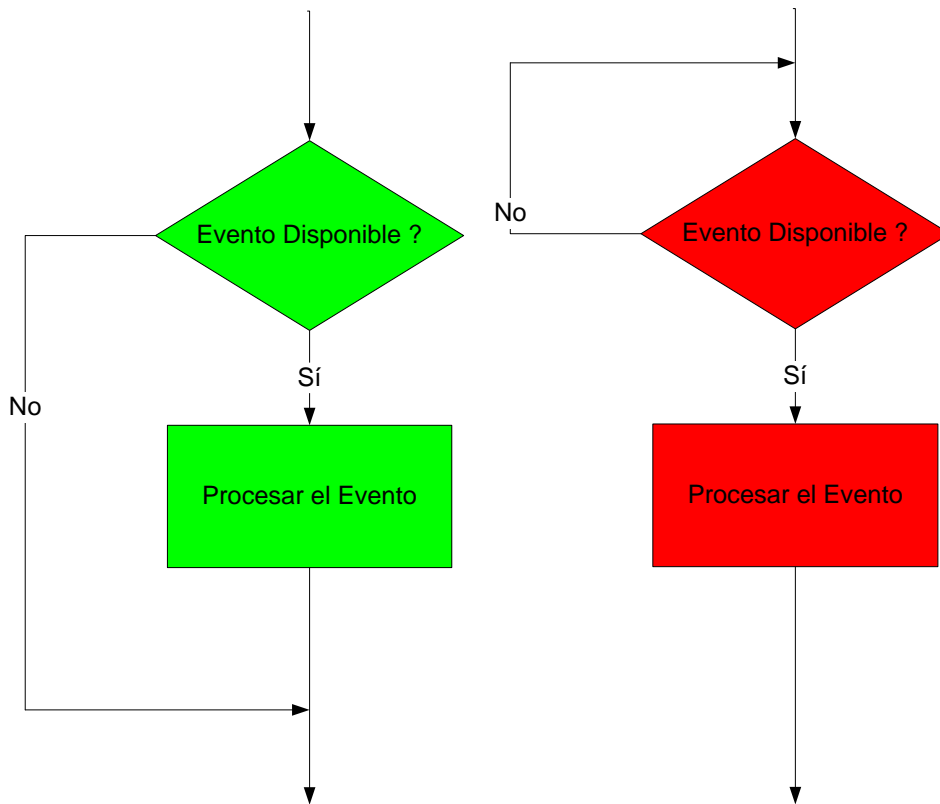 Evento Disponible ?
Sí
No
Procesar el Evento
Evento Disponible ?
No
Sí
Procesar el Evento